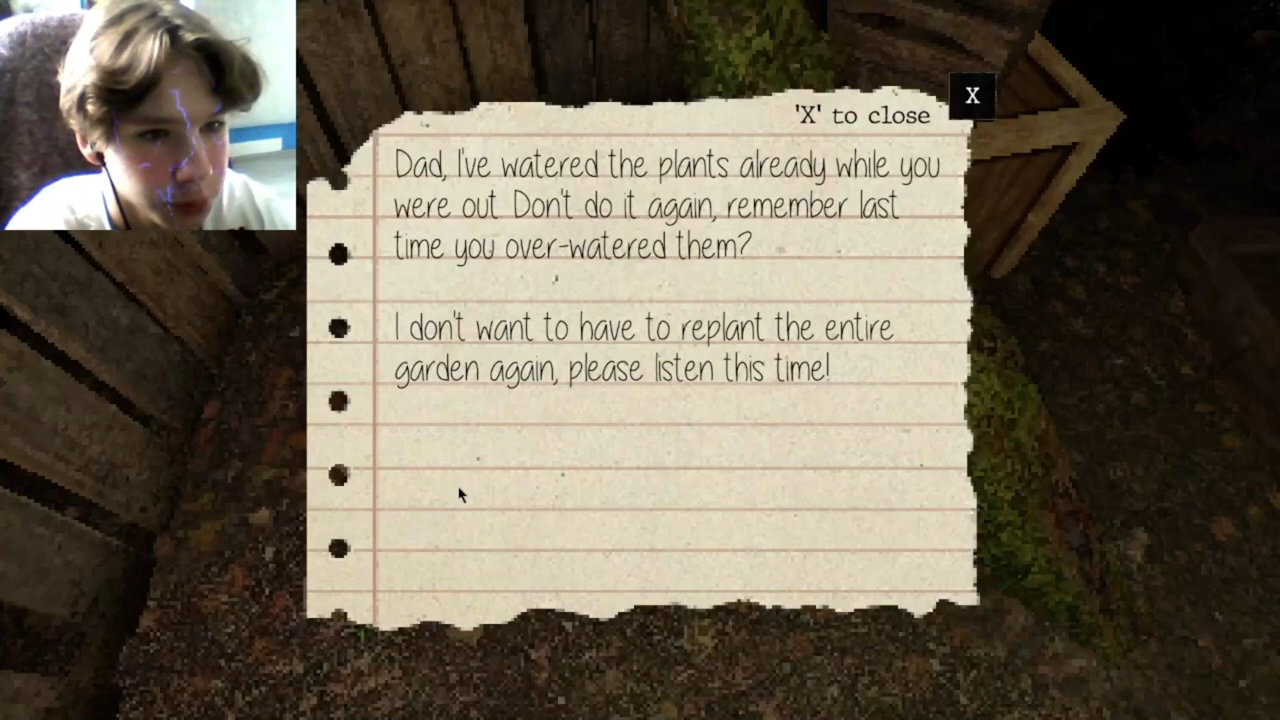 X
'X' to close
Dad, I've watered the plants already while you
were out. Don't do it again, remember last
time you over-watered them?
I don't want to have to replant the entire
garden again, please listen this time!